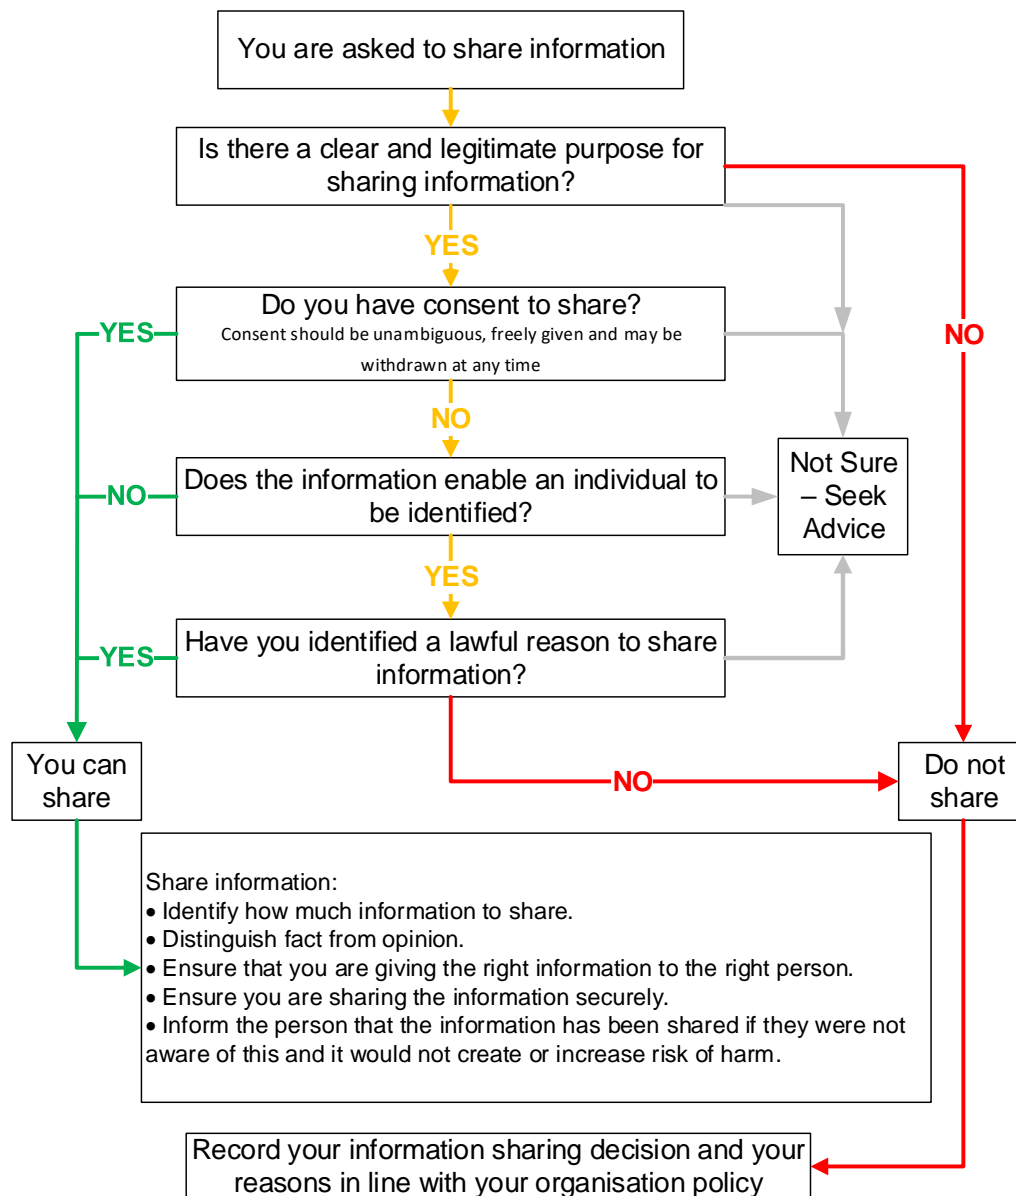 You are asked to share information
Is there a clear and legitimate purpose for
sharing information?
YES
NO
Do you have consent to share?
Consent should be unambiguous, freely given and may be
withdrawn at any time
YES
NO
Does the information enable an individual to
be identified?
NO
Not Sure
– Seek
Advice
YES
Have you identified a lawful reason to share
information?
YES
NO
You can
share
Do not
share
Share information:
• Identify how much information to share.
• Distinguish fact from opinion.
• Ensure that you are giving the right information to the right person.
• Ensure you are sharing the information securely.
• Inform the person that the information has been shared if they were not
aware of this and it would not create or increase risk of harm.
Record your information sharing decision and your
reasons in line with your organisation policy